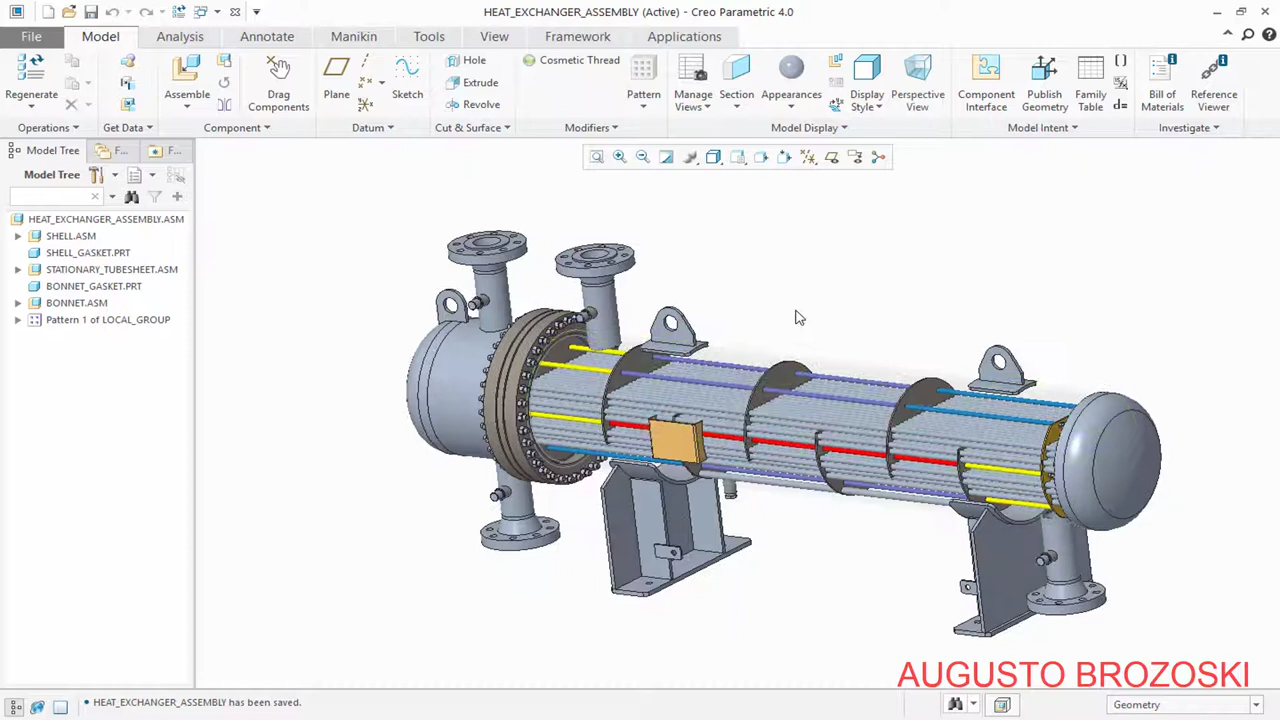 HEAT_EXCHANGER_ASSEMBLY (Active) - Creo Parametric 4.0
File Model Analysis Annotate Manikin Tools View Framework Applications
Regenerate
Operations
Get Data
Assemble
Drag Components
Component
Plane
Sketch
Datum
Hole
Extrude
Revolve
Cut & Surface
Cosmetic Thread
Pattern
Modifiers
Manage Views
Section
Appearances
Display Style
Perspective View
Model Display
Component Interface
Publish Geometry
Family Table
Model Intent
Bill of Materials
Reference Viewer
Investigate
Model Tree F... F...
Model Tree
HEAT_EXCHANGER_ASSEMBLY.ASM
SHELL.ASM
SHELL_GASKET.PRT
STATIONARY_TUBESHEET.ASM
BONNET_GASKET.PRT
BONNET.ASM
Pattern 1 of LOCAL_GROUP
AUGUSTO BROZOSKI
• HEAT_EXCHANGER_ASSEMBLY has been saved.
Geometry